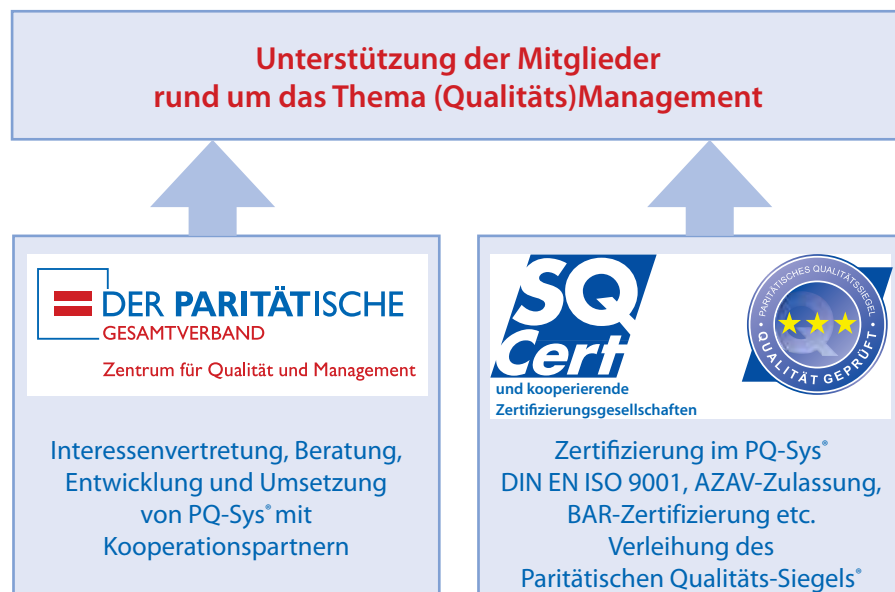 Unterstützung der Mitglieder
rund um das Thema (Qualitäts)Management
DER PARITÄTISCHE
GESAMTVERBAND
Zentrum für Qualität und Management
Interessenvertretung, Beratung,
Entwicklung und Umsetzung
von PQ-Sys® mit
Kooperationspartnern
SQ
Cert
und kooperierende
Zertifizierungsgesellschaften
PARITÄTISCHES QUALITÄTSSIEGEL
Q
• QUALITÄT GEPRÜFT •
Zertifizierung im PQ-Sys®
DIN EN ISO 9001, AZAV-Zulassung,
BAR-Zertifizierung etc.
Verleihung des
Paritätischen Qualitäts-Siegels®